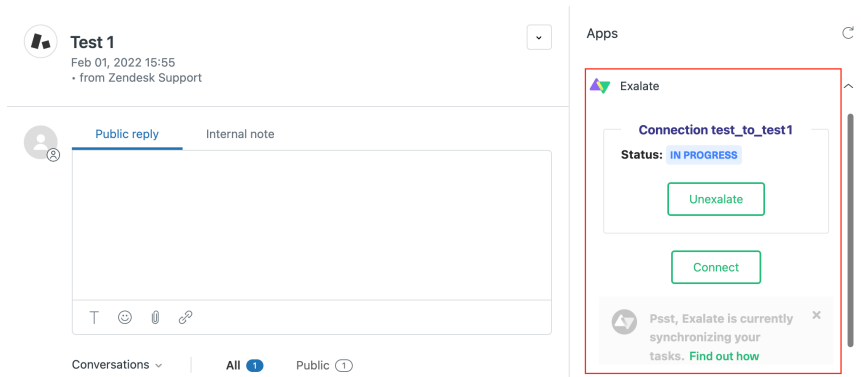 Test 1
Feb 01, 2022 15:55
• from Zendesk Support
Public reply
Internal note
Conversations
All 1
Public 1
Apps
Exalate
Connection test_to_test1
Status: IN PROGRESS
Unexalate
Connect
Psst, Exalate is currently
synchronizing your
tasks. Find out how